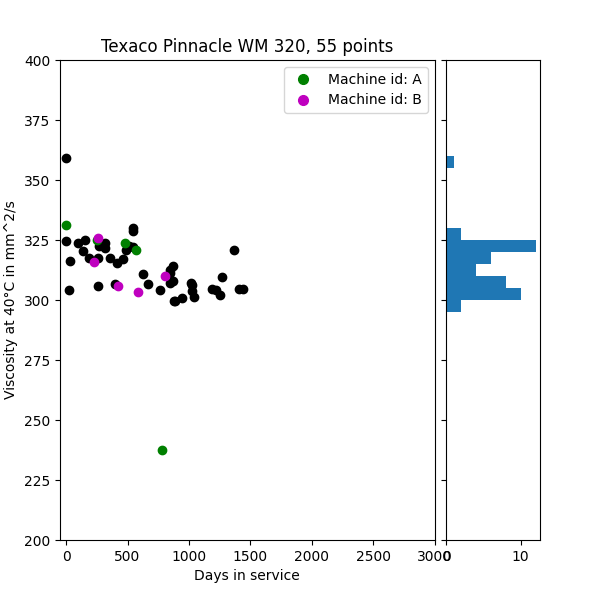 Texaco Pinnacle WM 320, 55 points
Machine id: A
Machine id: B
Viscosity at 40°C in mm^2/s
400
375
350
325
300
275
250
225
200
0 500 1000 1500 2000 2500 3000
0 10
Days in service